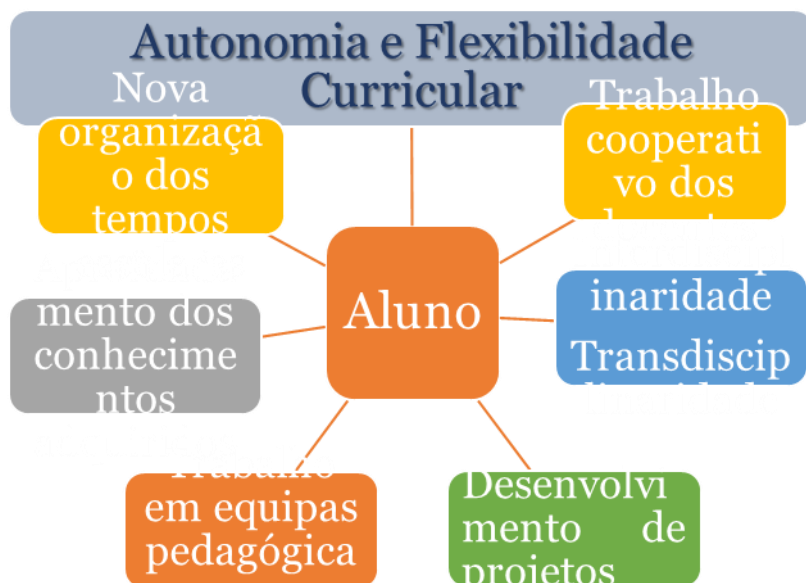 Autonomia e Flexibilidade
Curricular
Nova
organizaçã
o dos
tempos
Trabalho
cooperati
vo dos
Aluno
mento dos
conhecime
ntos
inaridade
Transdiscip
Trabalho
em equipas
pedagógica
Desenvolvi
mento de
projetos